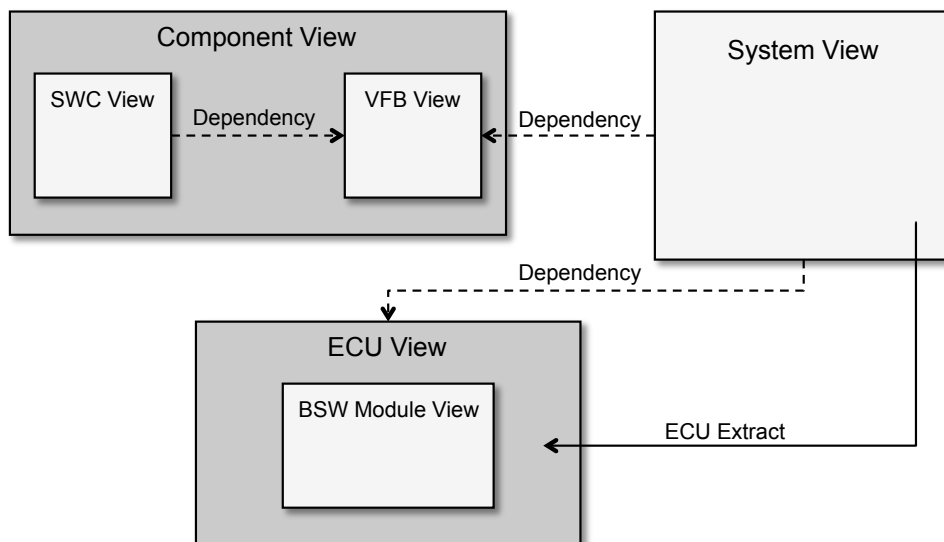 Component View
System View
SWC View
VFB View
Dependency
Dependency
Dependency
ECU View
BSW Module View
ECU Extract